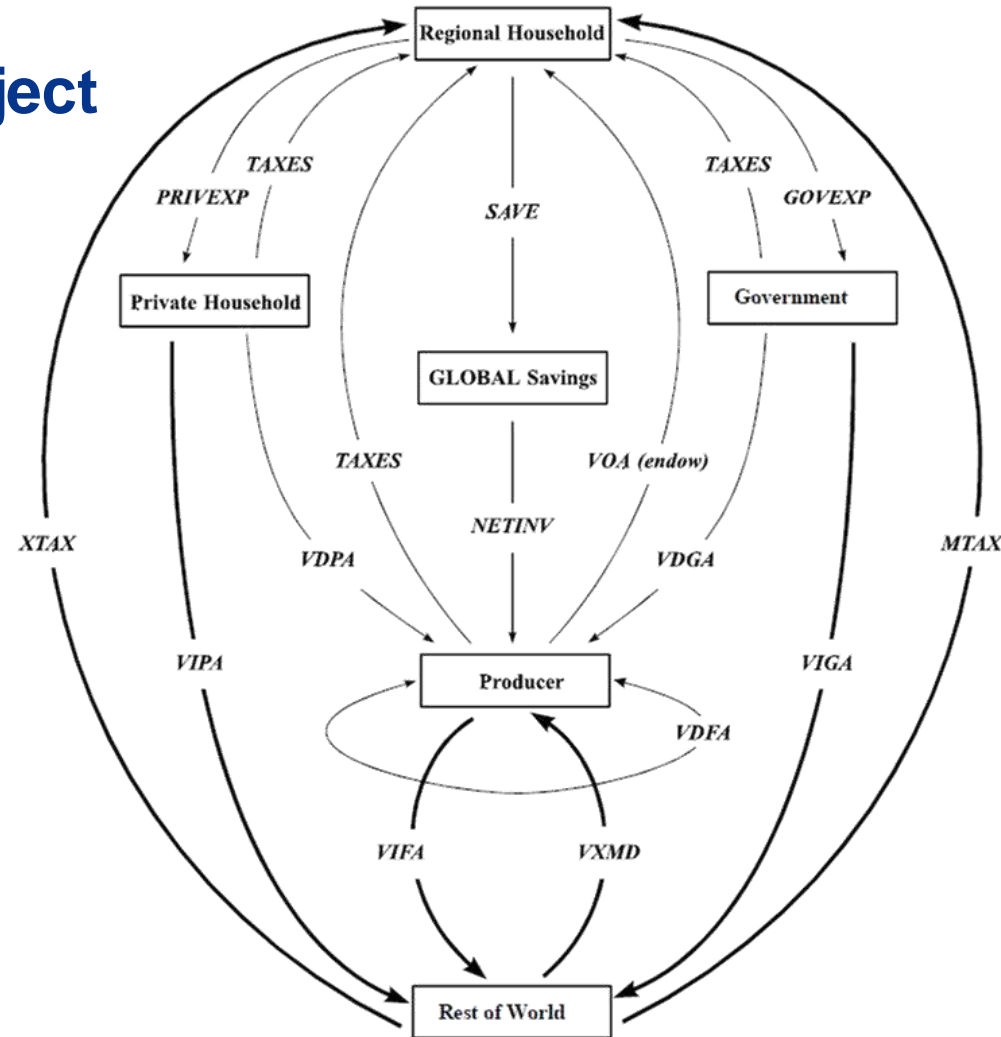 Regional Household
ject
TAXES
TAXES
PRIVEXP
GOVEXP
SAVE
Private Household
Government
GLOBAL Savings
TAXES
VOA (endow)
NETINV
XTAX
MTAX
VDPA
VDGA
VIPA
VIGA
Producer
VDFA
VIFA
VXMD
Rest of World